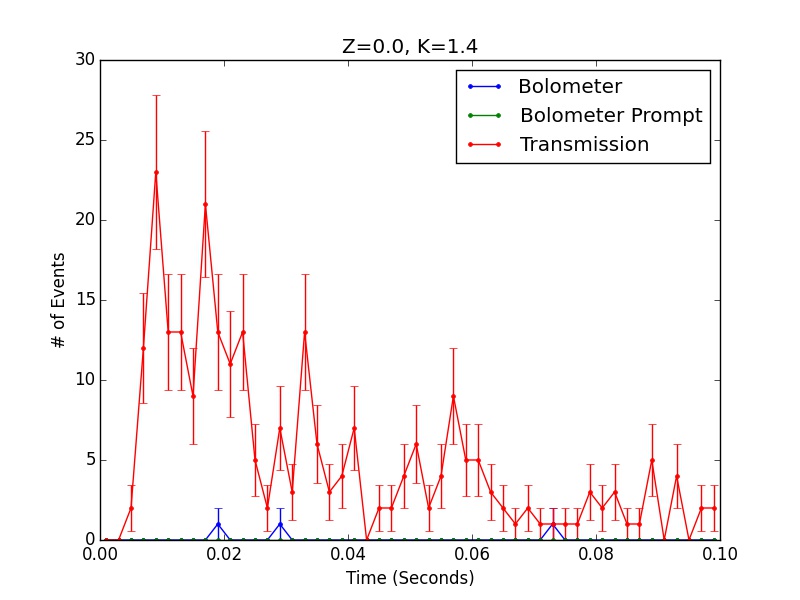 Z=0.0, K=1.4
30
25
20
15
10
5
0
# of Events
Bolometer
Bolometer Prompt
Transmission
0.00 0.02 0.04 0.06 0.08 0.10
Time (Seconds)